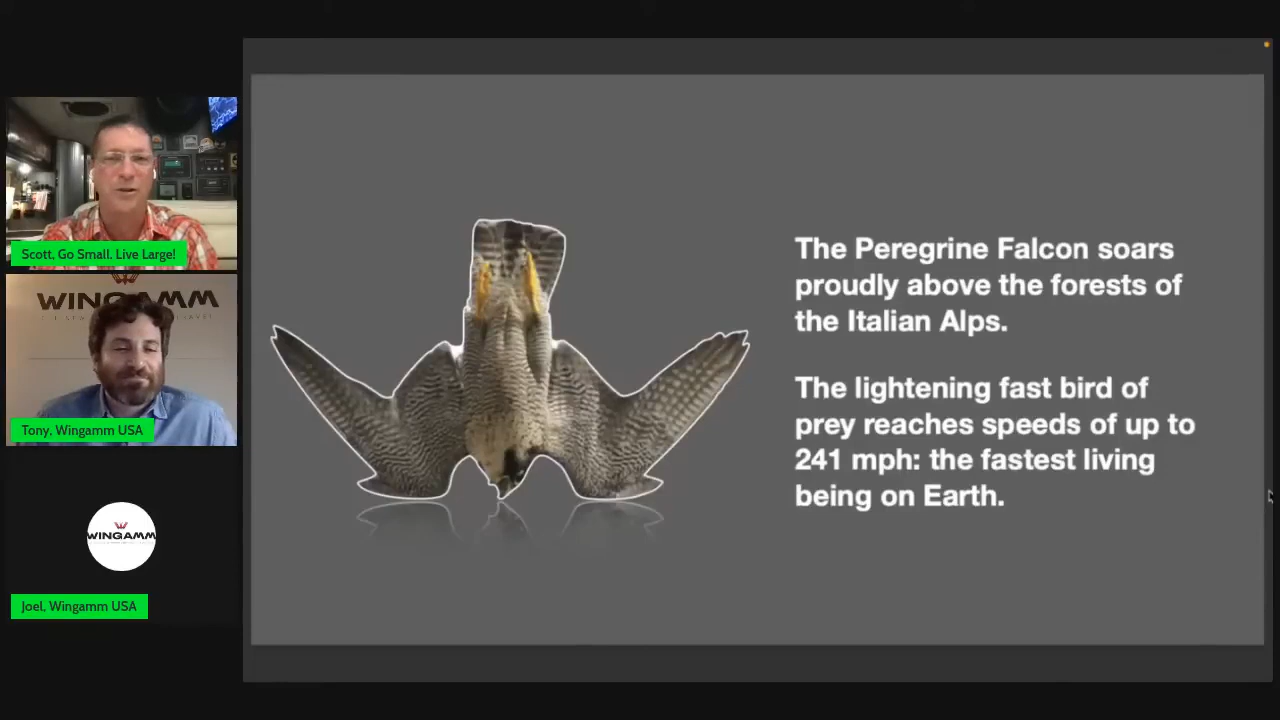 Scott, Go Small. Live Large!
WINGAMM
Tony, Wingamm USA
WINGAMM
Joel, Wingamm USA
The Peregrine Falcon soars
proudly above the forests of
the Italian Alps.
The lightening fast bird of
prey reaches speeds of up to
241 mph: the fastest living
being on Earth.